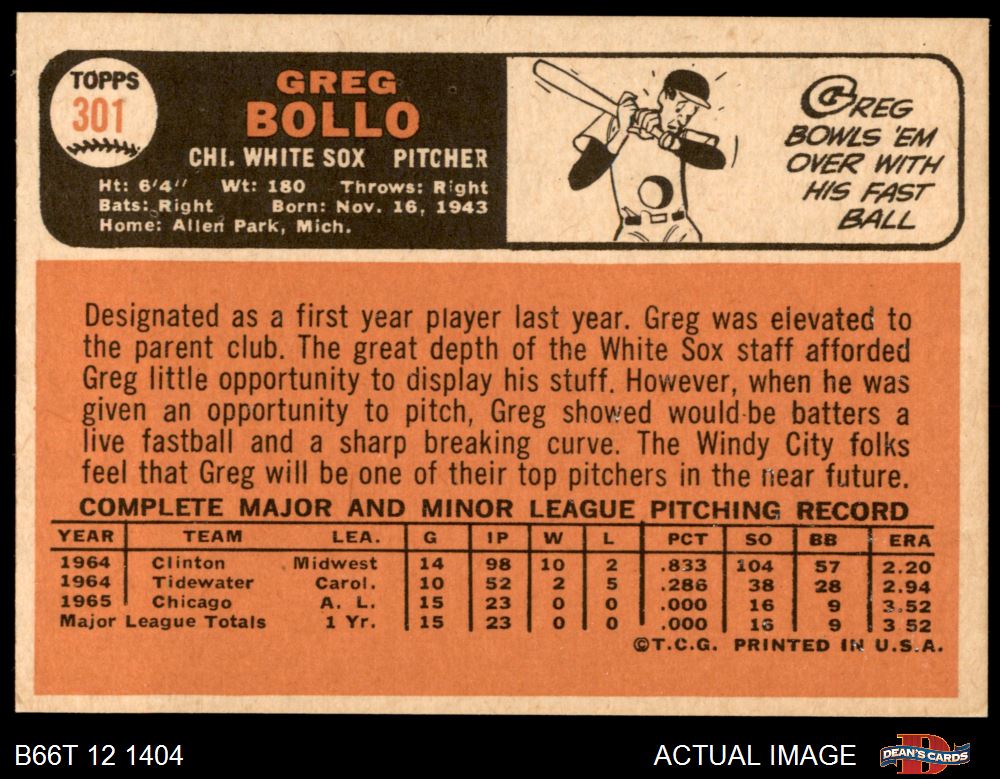 TOPPS
301
GREG
BOLLO
CHI. WHITE SOX PITCHER
Ht: 6'4" Wt: 180 Throws: Right
Bats: Right Born: Nov. 16, 1943
Home: Allen Park, Mich.
GREG
BOWLS 'EM
OVER WITH
HIS FAST
BALL
Designated as a first year player last year. Greg was elevated to
the parent club. The great depth of the White Sox staff afforded
Greg little opportunity to display his stuff. However, when he was
given an opportunity to pitch, Greg showed would-be batters a
live fastball and a sharp breaking curve. The Windy City folks
feel that Greg will be one of their top pitchers in the near future.
COMPLETE MAJOR AND MINOR LEAGUE PITCHING RECORD
YEAR TEAM LEA. G IP W L PCT SO BB ERA
1964 Clinton Midwest 14 98 10 2 .833 104 57 2.20
1964 Tidewater Carol. 10 52 2 5 .286 38 28 2.94
1965 Chicago A. L. 15 23 0 0 .000 16 9 3.52
Major League Totals 1 Yr. 15 23 0 0 .000 16 9 3 52
©T.C.G. PRINTED IN U.S.A.
B66T 12 1404
ACTUAL IMAGE
DEAN'S CARDS